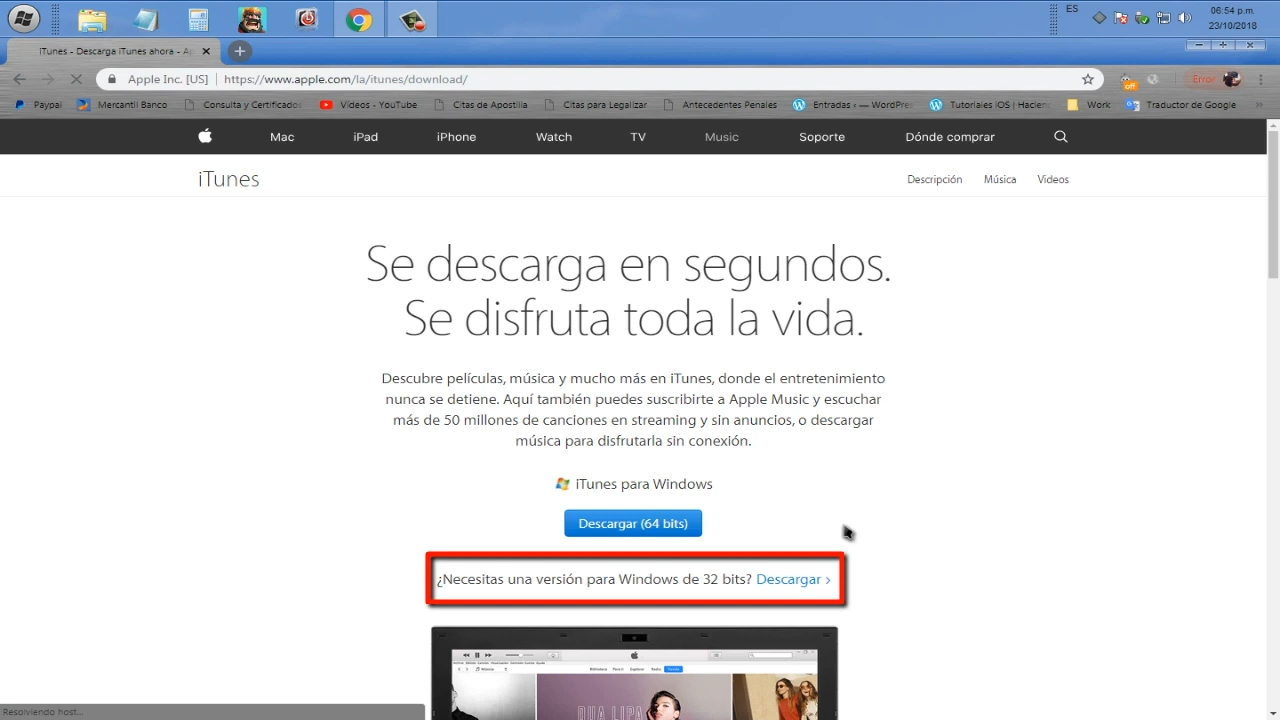 ES
06:54 p.m.
23/10/2018
iTunes - Descarga iTunes ahora - Ap
Apple Inc. [US]
https://www.apple.com/la/itunes/download/
Error
off
Paypal
Mercantil Banco
Consulta y Certificado
Videos - YouTube
Citas de Apostilla
Citas para Legalizar
Antecedentes Penales
Entradas ‹ — WordPre
Tutoriales IOS | Hacien
Work
Traductor de Google
»
Mac
iPad
iPhone
Watch
TV
Music
Soporte
Dónde comprar
iTunes
Descripción
Música
Videos
Se descarga en segundos.
Se disfruta toda la vida.
Descubre películas, música y mucho más en iTunes, donde el entretenimiento
nunca se detiene. Aquí también puedes suscribirte a Apple Music y escuchar
más de 50 millones de canciones en streaming y sin anuncios, o descargar
música para disfrutarla sin conexión.
iTunes para Windows
Descargar (64 bits)
¿Necesitas una versión para Windows de 32 bits? Descargar ›
DUA LIPA
Resolviendo host...